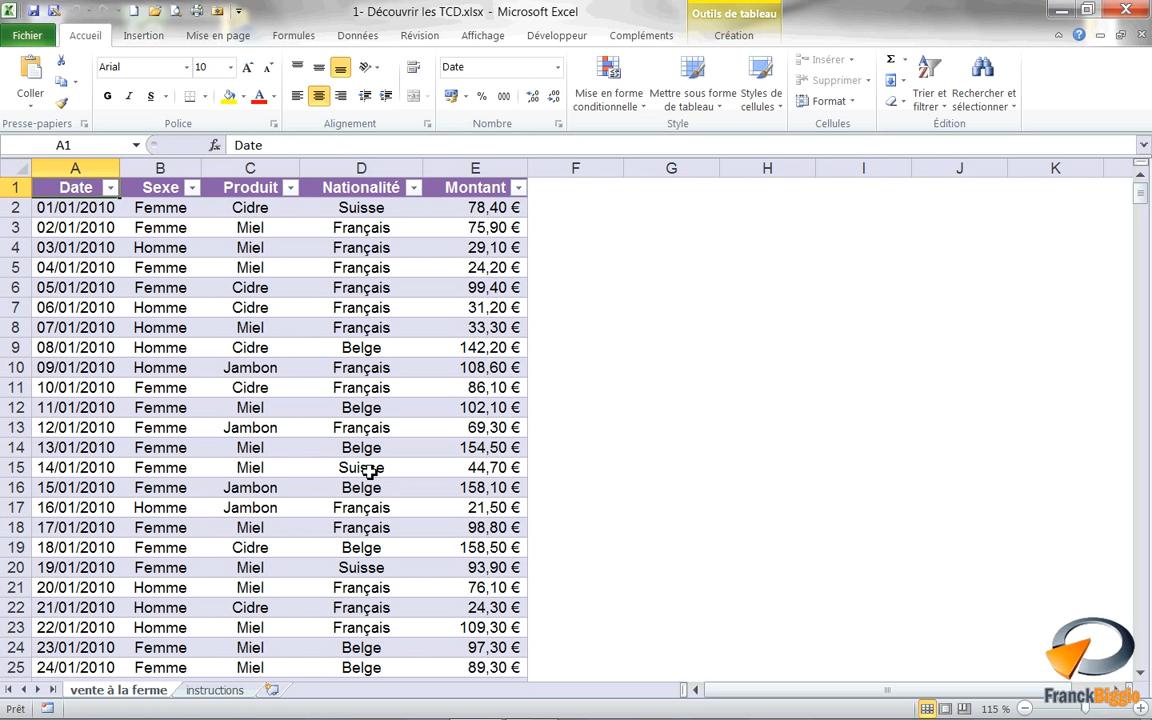 1- Découvrir les TCD.xlsx - Microsoft Excel
Outils de tableau
Fichier Accueil Insertion Mise en page Formules Données Révision Affichage Développeur Compléments Création
Coller
Presse-papiers
Arial 10
G I S
Police
Alignement
Date
% 000
Nombre
Mise en forme conditionnelle
Mettre sous forme de tableau
Styles de cellules
Style
Insérer
Supprimer
Format
Cellules
Trier et filtrer
Rechercher et sélectionner
Édition
A1 fx Date
A B C D E F G H I J K
1 Date Sexe Produit Nationalité Montant
2 01/01/2010 Femme Cidre Suisse 78,40 €
3 02/01/2010 Femme Miel Français 75,90 €
4 03/01/2010 Homme Miel Français 29,10 €
5 04/01/2010 Femme Miel Français 24,20 €
6 05/01/2010 Femme Cidre Français 99,40 €
7 06/01/2010 Homme Cidre Français 31,20 €
8 07/01/2010 Homme Miel Français 33,30 €
9 08/01/2010 Homme Cidre Belge 142,20 €
10 09/01/2010 Homme Jambon Français 108,60 €
11 10/01/2010 Femme Cidre Français 86,10 €
12 11/01/2010 Femme Miel Belge 102,10 €
13 12/01/2010 Femme Jambon Français 69,30 €
14 13/01/2010 Femme Miel Belge 154,50 €
15 14/01/2010 Femme Miel Suisse 44,70 €
16 15/01/2010 Femme Jambon Belge 158,10 €
17 16/01/2010 Homme Jambon Français 21,50 €
18 17/01/2010 Femme Miel Français 98,80 €
19 18/01/2010 Femme Cidre Belge 158,50 €
20 19/01/2010 Femme Miel Suisse 93,90 €
21 20/01/2010 Homme Miel Français 76,10 €
22 21/01/2010 Homme Cidre Français 24,30 €
23 22/01/2010 Homme Miel Français 109,30 €
24 23/01/2010 Femme Miel Belge 97,30 €
25 24/01/2010 Femme Miel Belge 89,30 €
vente à la ferme instructions
FranckBiggio
Prêt 115 %